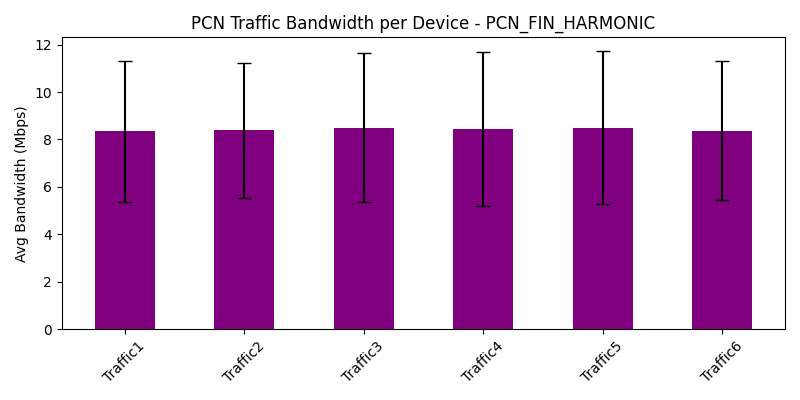 PCN Traffic Bandwidth per Device - PCN_FIN_HARMONIC
Avg Bandwidth (Mbps)
12
10
8
6
4
2
0
Traffic1
Traffic2
Traffic3
Traffic4
Traffic5
Traffic6